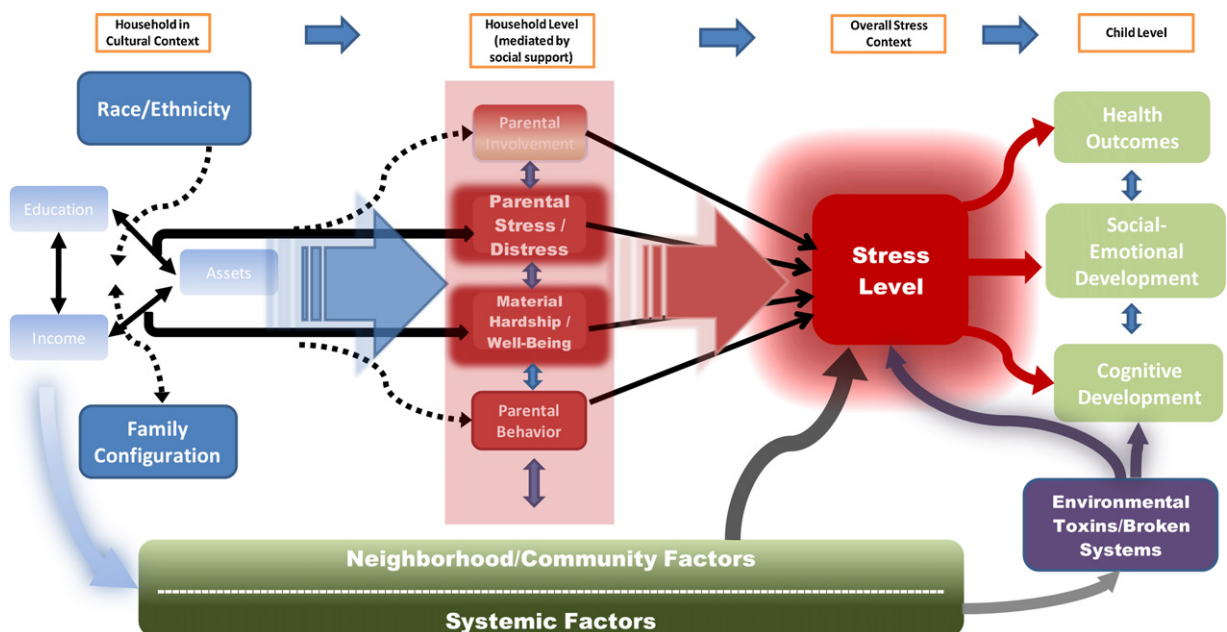 Household in
Cultural Context
Household Level
(mediated by
social support)
Overall Stress
Context
Child Level
Race/Ethnicity
Education
Assets
Income
Family
Configuration
Parental
Involvement
Parental
Stress /
Distress
Material
Hardship /
Well-Being
Parental
Behavior
Stress
Level
Health
Outcomes
Social-
Emotional
Development
Cognitive
Development
Environmental
Toxins/Broken
Systems
Neighborhood/Community Factors
Systemic Factors